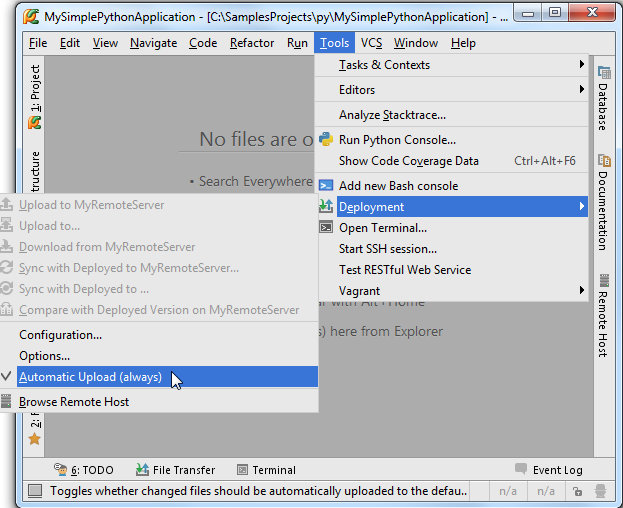 MySimplePythonApplication - [C:\SamplesProjects\py\MySimplePythonApplication] - ...
File Edit View Navigate Code Refactor Run Tools VCS Window Help
1: Project
Structure
2:
No files are o
• Search Everywhere
with Alt+Home
) here from Explorer
Tasks & Contexts
Editors
Analyze Stacktrace...
Run Python Console...
Show Code Coverage Data Ctrl+Alt+F6
Add new Bash console
Deployment
Open Terminal...
Start SSH session...
Test RESTful Web Service
Vagrant
Upload to MyRemoteServer
Upload to...
Download from MyRemoteServer
Sync with Deployed to MyRemoteServer...
Sync with Deployed to ...
Compare with Deployed Version on MyRemoteServer
Configuration...
Options...
Automatic Upload (always)
Browse Remote Host
Database
Documentation
Remote Host
6: TODO File Transfer Terminal Event Log
Toggles whether changed files should be automatically uploaded to the defau.. n/a n/a